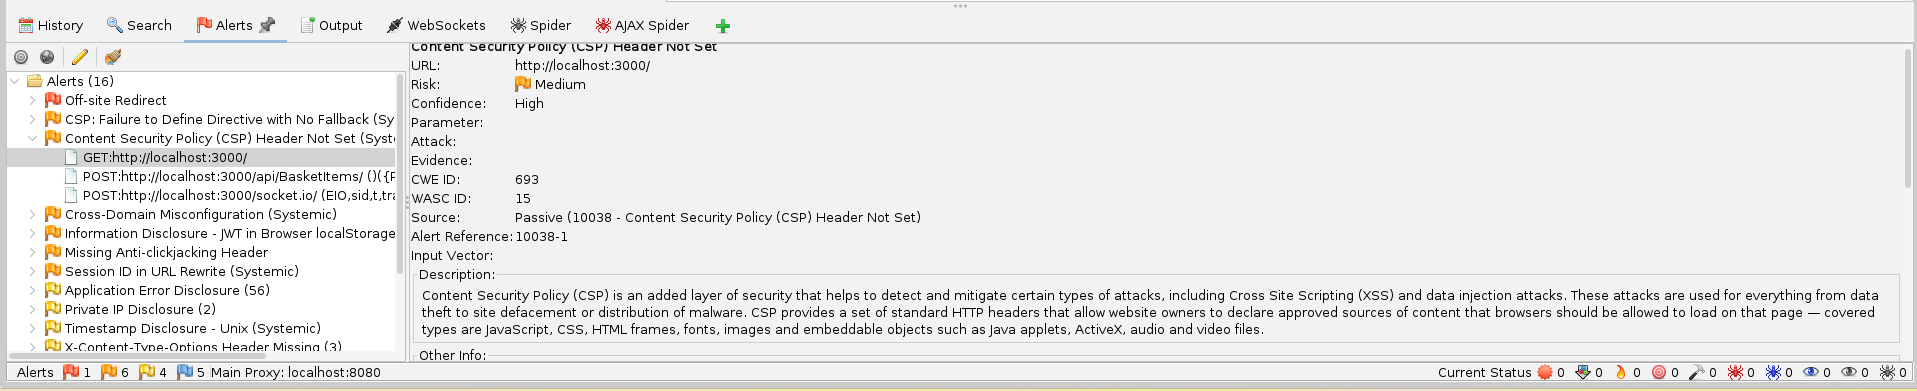 History Search Alerts Output WebSockets Spider AJAX Spider
Alerts (16)
Off-site Redirect
CSP: Failure to Define Directive with No Fallback (Sy
Content Security Policy (CSP) Header Not Set (Syst
GET:http://localhost:3000/
POST:http://localhost:3000/api/BasketItems/ ()({P
POST:http://localhost:3000/socket.io/ (EIO,sid,t,tra
Cross-Domain Misconfiguration (Systemic)
Information Disclosure - JWT in Browser localStorage
Missing Anti-clickjacking Header
Session ID in URL Rewrite (Systemic)
Application Error Disclosure (56)
Private IP Disclosure (2)
Timestamp Disclosure - Unix (Systemic)
X-Content-Type-Options Header Missing (3)
Content Security Policy (CSP) Header Not Set
URL: http://localhost:3000/
Risk: Medium
Confidence: High
Parameter:
Attack:
Evidence:
CWE ID: 693
WASC ID: 15
Source: Passive (10038 - Content Security Policy (CSP) Header Not Set)
Alert Reference: 10038-1
Input Vector:
Description:
Content Security Policy (CSP) is an added layer of security that helps to detect and mitigate certain types of attacks, including Cross Site Scripting (XSS) and data injection attacks. These attacks are used for everything from data
theft to site defacement or distribution of malware. CSP provides a set of standard HTTP headers that allow website owners to declare approved sources of content that browsers should be allowed to load on that page — covered
types are JavaScript, CSS, HTML frames, fonts, images and embeddable objects such as Java applets, ActiveX, audio and video files.
Other Info:
Alerts 1 6 4 5 Main Proxy: localhost:8080 Current Status 0 0 0 0 0 0 0 0 0 0